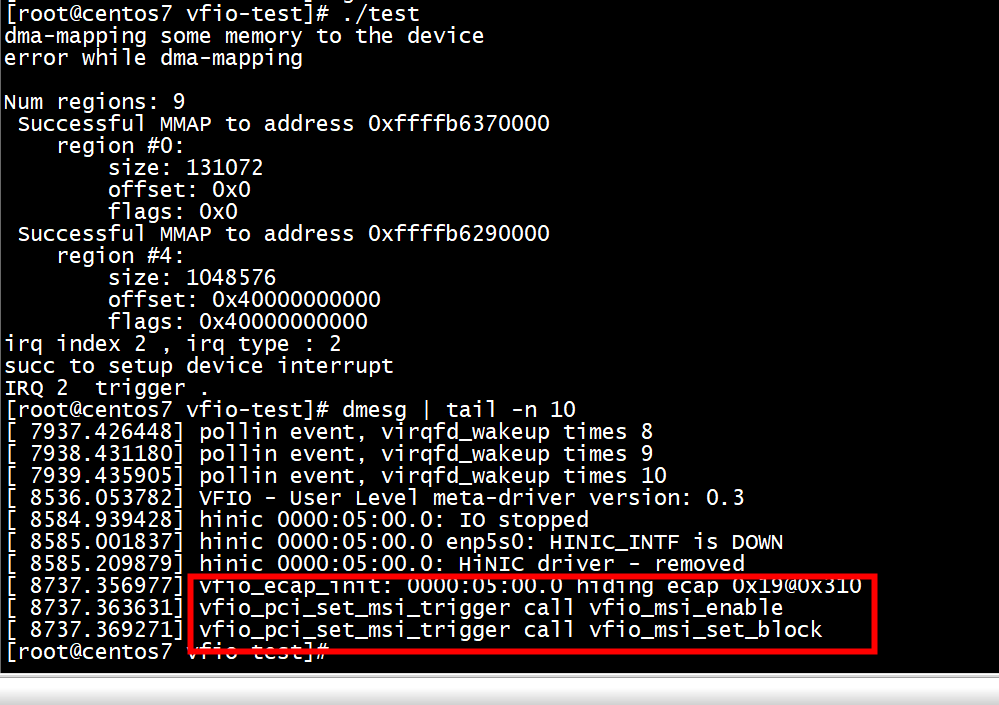 [root@centos7 vfio-test]# ./test
dma-mapping some memory to the device
error while dma-mapping
Num regions: 9
Successful MMAP to address 0xffffb6370000
region #0:
size: 131072
offset: 0x0
flags: 0x0
Successful MMAP to address 0xffffb6290000
region #4:
size: 1048576
offset: 0x40000000000
flags: 0x40000000000
irq index 2 , irq type : 2
succ to setup device interrupt
IRQ 2  trigger .
[root@centos7 vfio-test]# dmesg | tail -n 10
[ 7937.426448] pollin event, virqfd_wakeup times 8
[ 7938.431180] pollin event, virqfd_wakeup times 9
[ 7939.435905] pollin event, virqfd_wakeup times 10
[ 8536.053782] VFIO - User Level meta-driver version: 0.3
[ 8584.939428] hinic 0000:05:00.0: IO stopped
[ 8585.001837] hinic 0000:05:00.0 enp5s0: HINIC_INTF is DOWN
[ 8585.209879] hinic 0000:05:00.0: HiNIC driver - removed
[ 8737.356977] vfio_ecap_init: 0000:05:00.0 hiding ecap 0x19@0x310
[ 8737.363631] vfio_pci_set_msi_trigger call vfio_msi_enable
[ 8737.369271] vfio_pci_set_msi_trigger call vfio_msi_set_block
[root@centos7 vfio-test]#